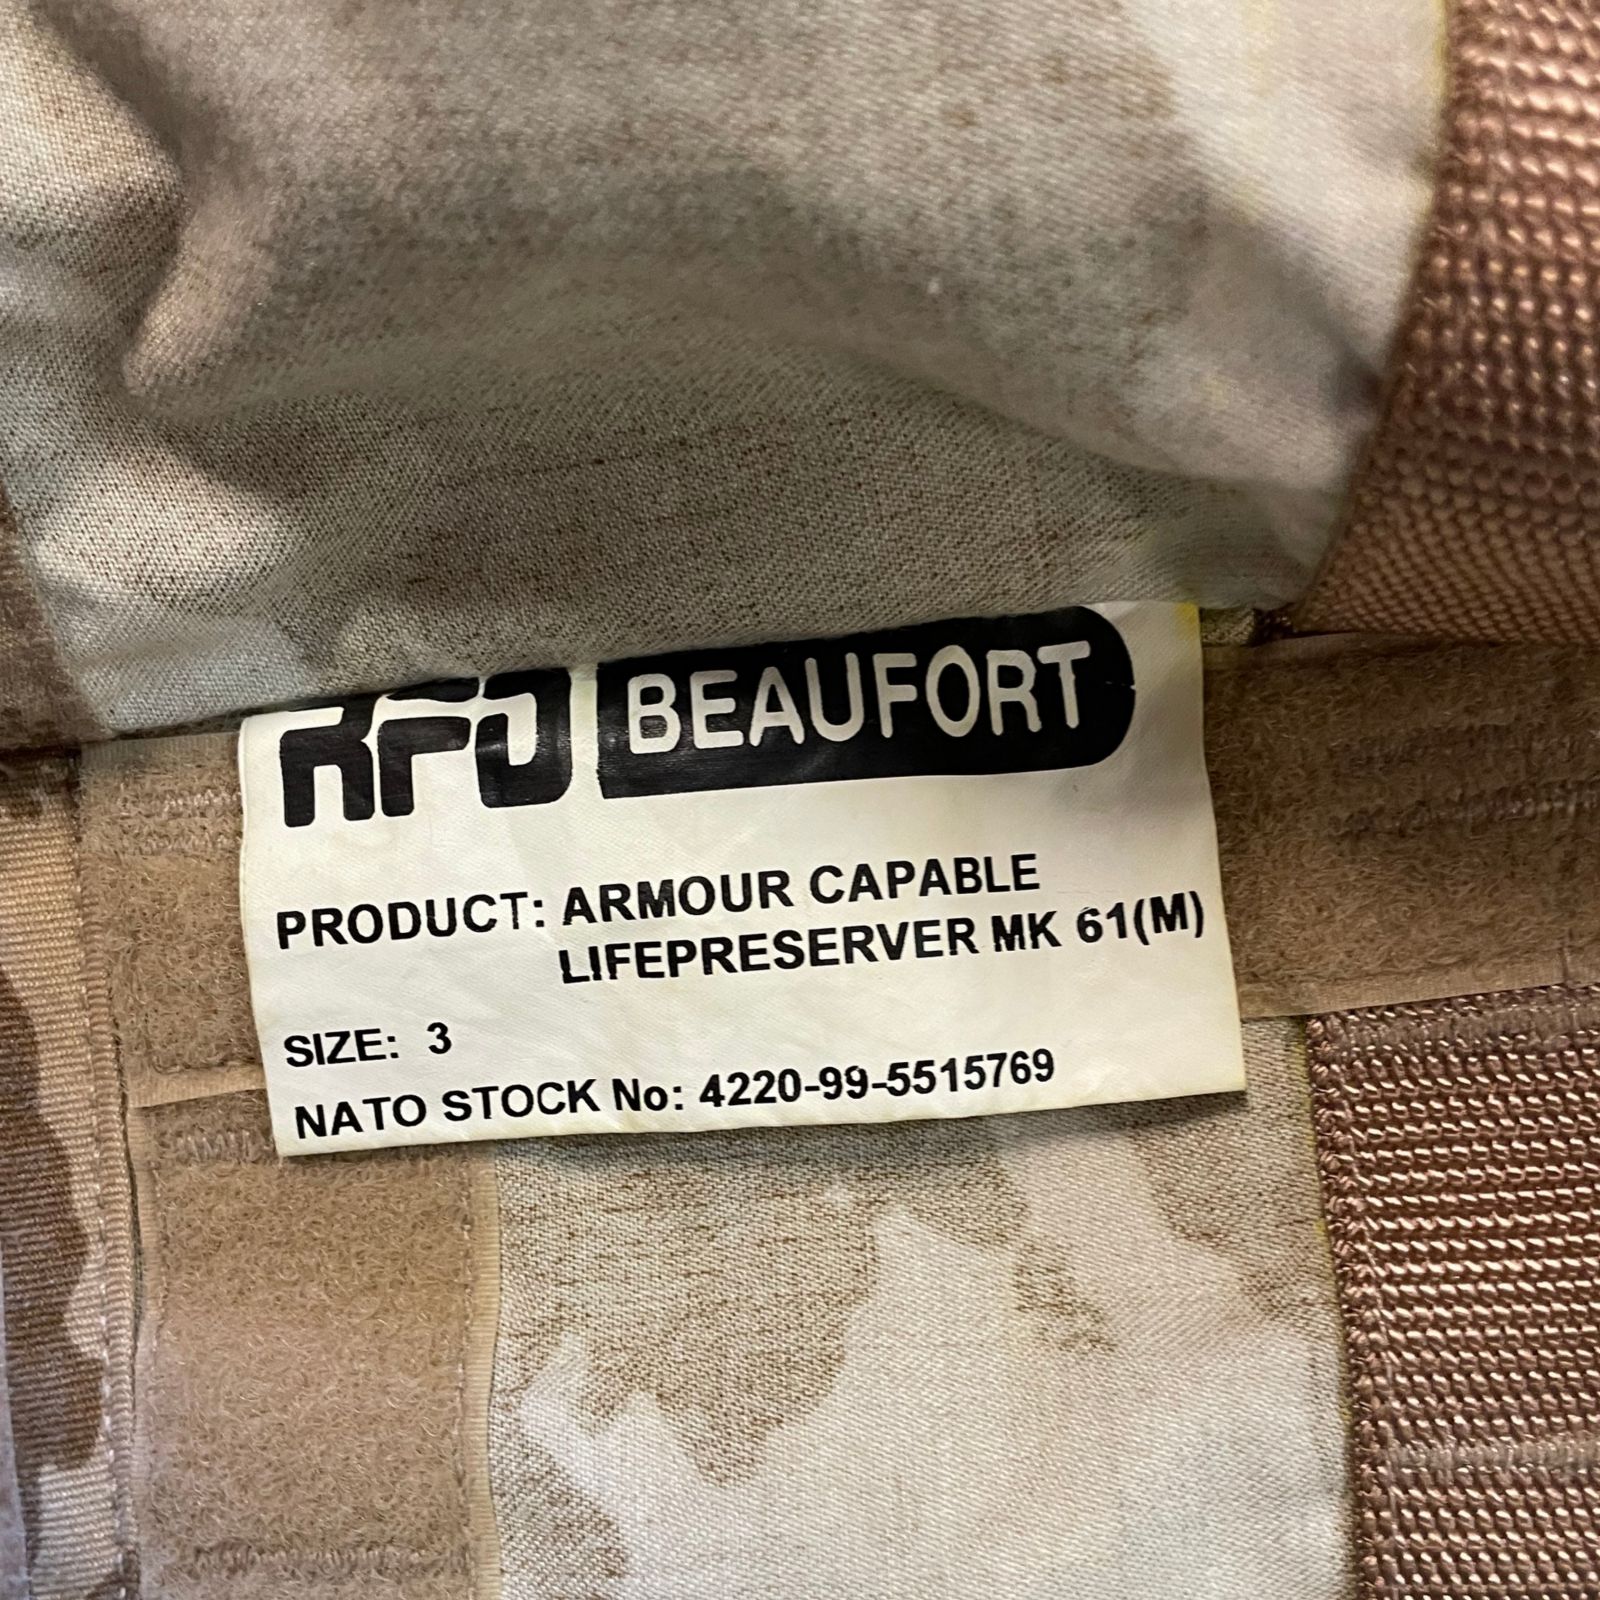 RFD BEAUFORT
PRODUCT: ARMOUR CAPABLE
LIFEPRESERVER MK 61(M)
SIZE: 3
NATO STOCK No: 4220-99-5515769